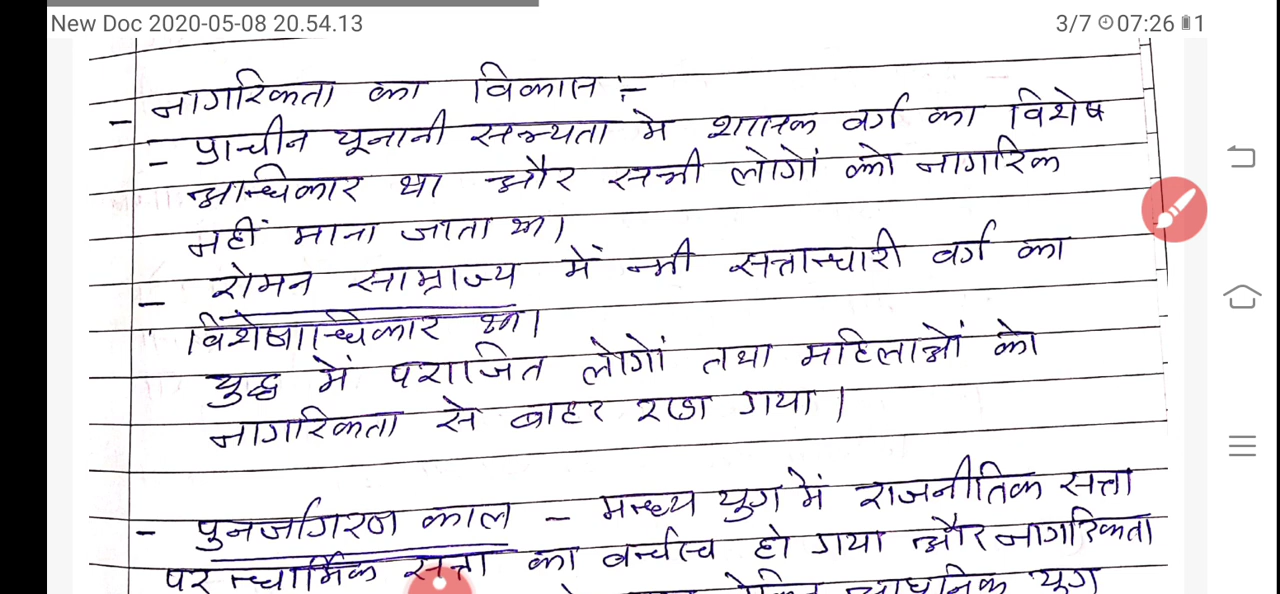 New Doc 2020-05-08 20.54.13
3/7 07:26 1
- नागरिकता का विकास :-
- प्राचीन यूनानी सभ्यता मे शासक वर्ग का विशेष
अधिकार था और सभी लोगों को नागरिक
नहीं माना जाता था।
- रोमन साम्राज्य में भी सत्ताधारी वर्ग का
विशेषाधिकार था।
युद्ध में पराजित लोगों तथा महिलाओं को
नागरिकता से बाहर रखा गया।
- पुनर्जागरण काल - मध्य युग में राजनीतिक सत्ता
पर धार्मिक सत्ता का वर्चस्व हो गया और नागरिकता
आधुनिक युग